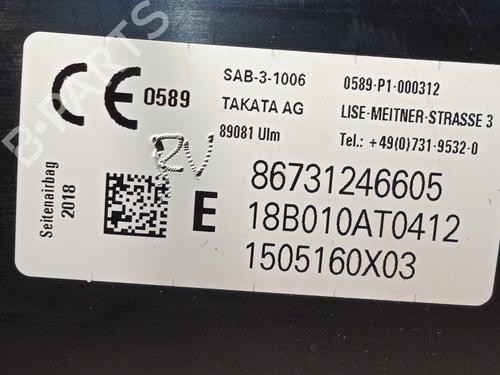 B-PARTS
CE 0589
SAB-3-1006
TAKATA AG
89081 Ulm
0589-P1-000312
LISE-MEITNER-STRASSE 3
Tel.: +49(0)731-9532-0
RV
Seitenairbag
2018
E
86731246605
18B010AT0412
1505160X03